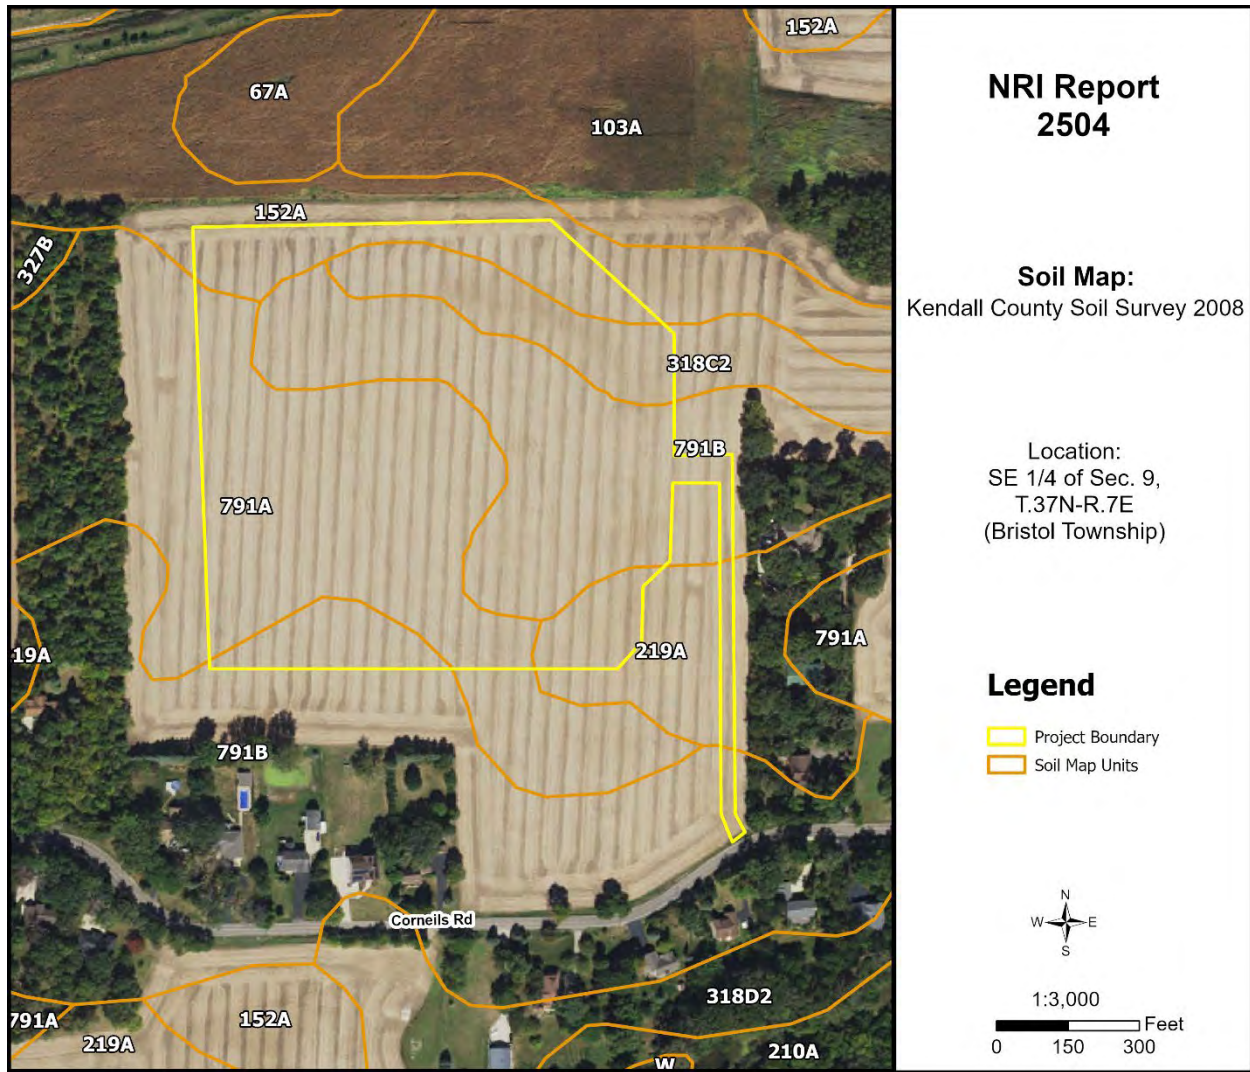 152A
67A
103A
152A
327B
318C2
791B
791A
219A
791A
19A
791B
Corneils Rd
318D2
791A
152A
219A
210A
W
NRI Report
2504
Soil Map:
Kendall County Soil Survey 2008
Location:
SE 1/4 of Sec. 9,
T.37N-R.7E
(Bristol Township)
Legend
Project Boundary
Soil Map Units
N
W E
S
1:3,000
Feet
0 150 300